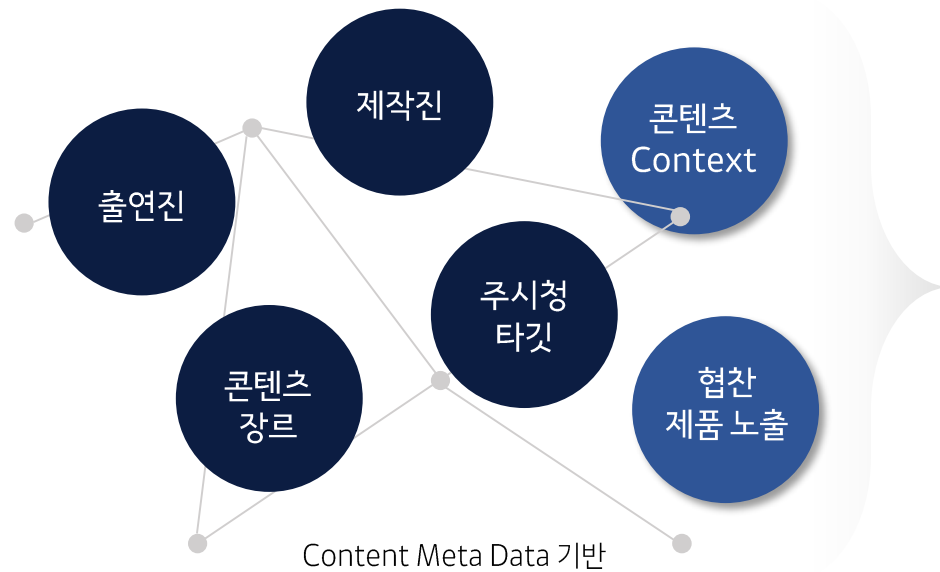 제작진
콘텐츠
Context
출연진
주시청
타깃
콘텐츠
장르
협찬
제품 노출
Content Meta Data 기반